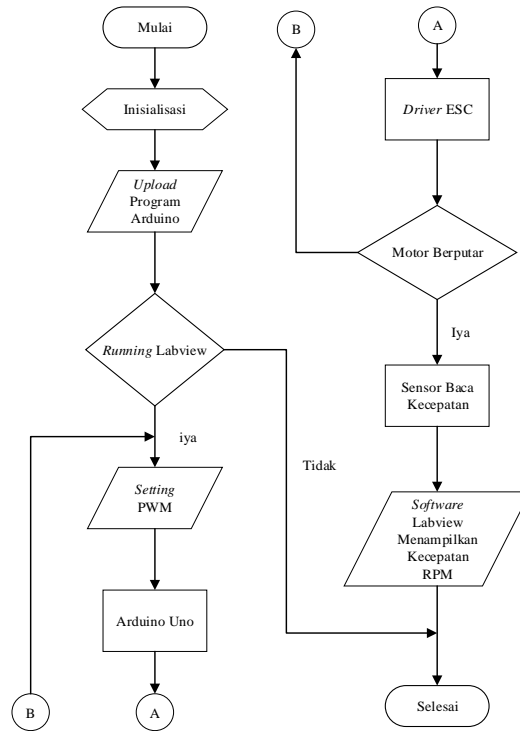 Mulai
Inisialisasi
Upload
Program
Arduino
Running Labview
iya
Setting
PWM
Arduino Uno
B
A
Tidak
B
A
Driver ESC
Motor Berputar
Iya
Sensor Baca
Kecepatan
Software
Labview
Menampilkan
Kecepatan
RPM
Selesai